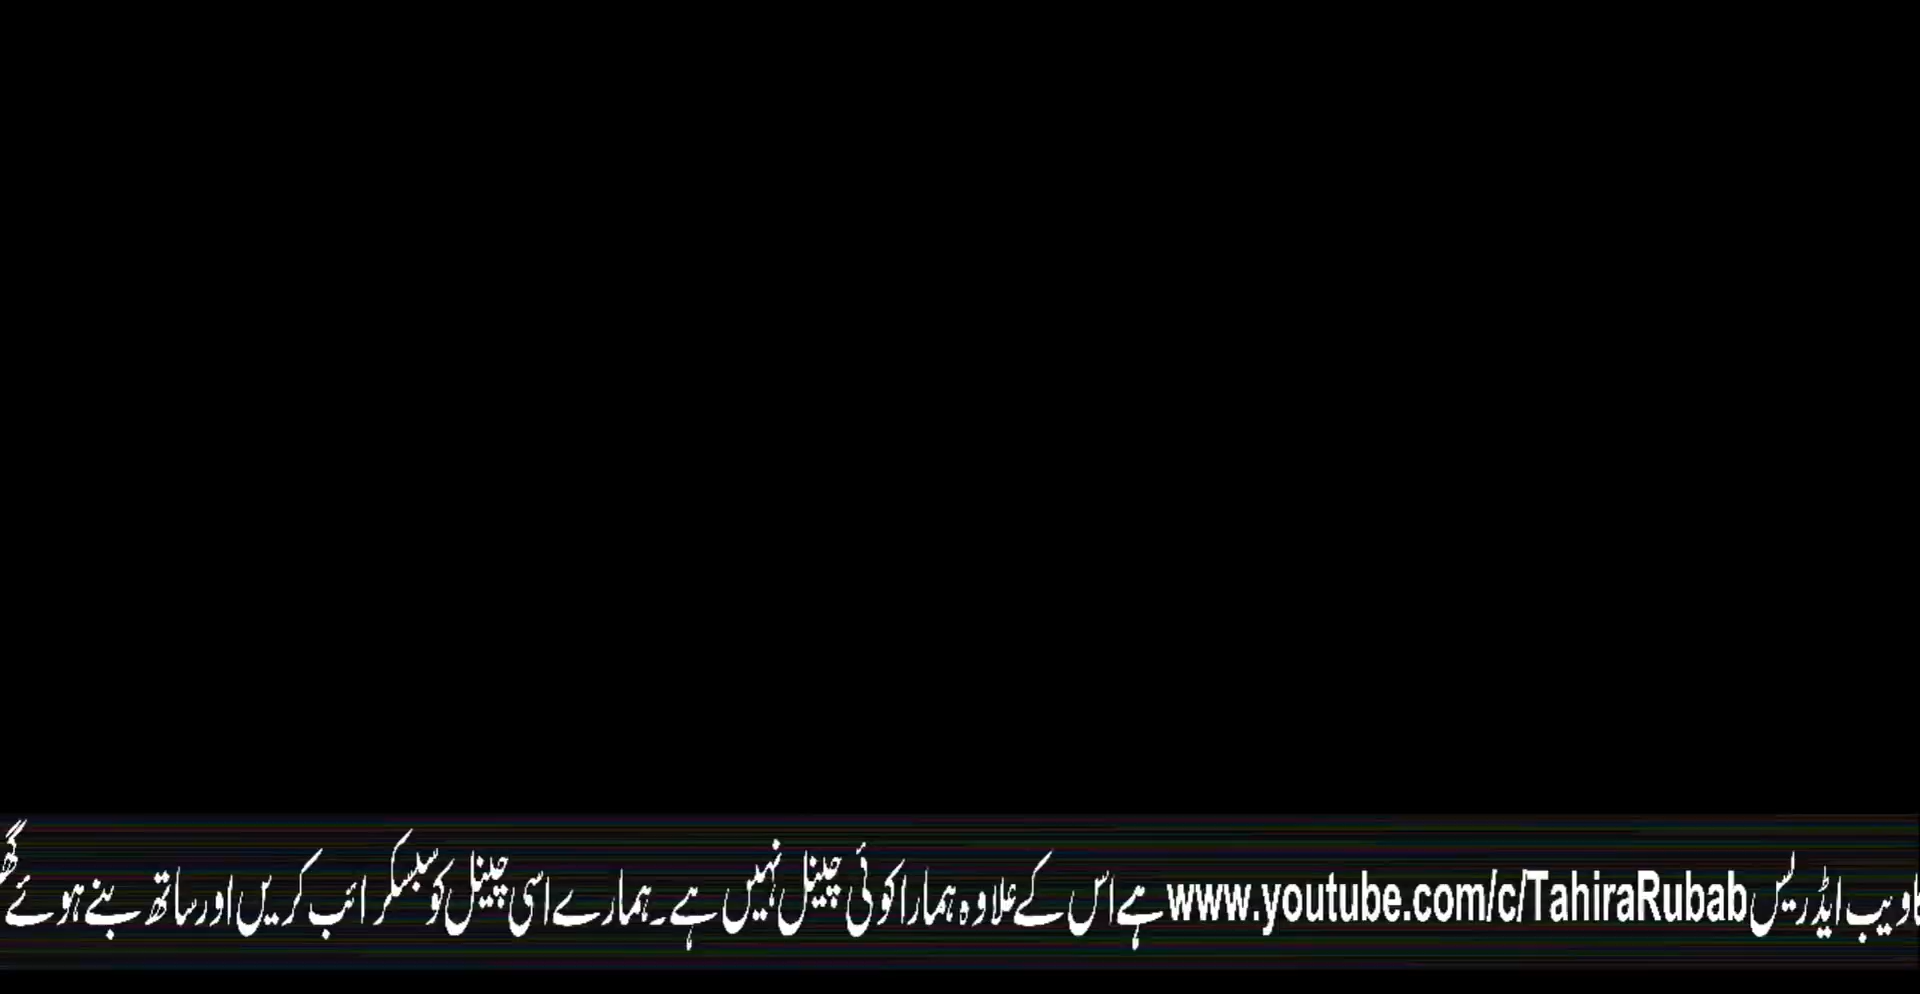 ویب ایڈریس www.youtube.com/c/TahiraRubab ہے اس کے علاوہ ہمارا کوئی چینل نہیں ہے۔ ہمارے اسی چینل کو سبسکرائب کریں اور ساتھ بنے ہوئے